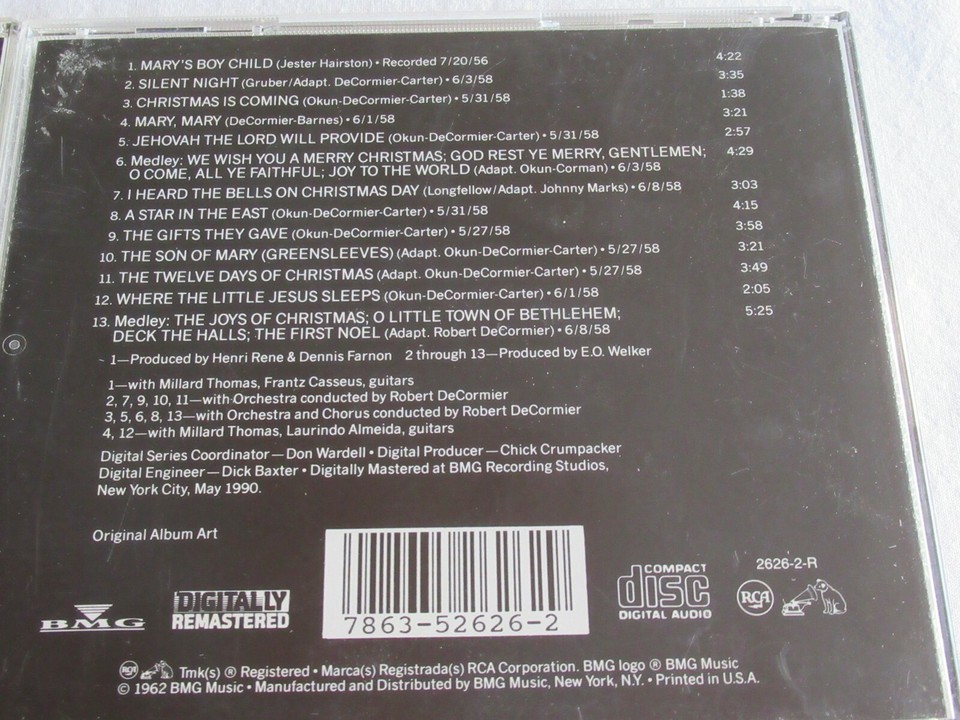 1. MARY'S BOY CHILD (Jester Hairston) • Recorded 7/20/56 4:22
2. SILENT NIGHT (Gruber/Adapt. DeCormier-Carter) • 6/3/58 3:35
3. CHRISTMAS IS COMING (Okun-DeCormier-Carter) • 5/31/58 1:38
4. MARY, MARY (DeCormier-Barnes) • 6/1/58 3:21
5. JEHOVAH THE LORD WILL PROVIDE (Okun-DeCormier-Carter) • 5/31/58 2:57
6. Medley: WE WISH YOU A MERRY CHRISTMAS; GOD REST YE MERRY, GENTLEMEN; 4:29
O COME, ALL YE FAITHFUL; JOY TO THE WORLD (Adapt. Okun-Corman) • 6/3/58
7. I HEARD THE BELLS ON CHRISTMAS DAY (Longfellow/Adapt. Johnny Marks) • 6/8/58 3:03
8. A STAR IN THE EAST (Okun-DeCormier-Carter) • 5/31/58 4:15
9. THE GIFTS THEY GAVE (Okun-DeCormier-Carter) • 5/27/58 3:58
10. THE SON OF MARY (GREENSLEEVES) (Adapt. Okun-DeCormier-Carter) • 5/27/58 3:21
11. THE TWELVE DAYS OF CHRISTMAS (Adapt. Okun-DeCormier-Carter) • 5/27/58 3:49
12. WHERE THE LITTLE JESUS SLEEPS (Okun-DeCormier-Carter) • 6/1/58 2:05
13. Medley: THE JOYS OF CHRISTMAS; O LITTLE TOWN OF BETHLEHEM; 5:25
DECK THE HALLS; THE FIRST NOEL (Adapt. Robert DeCormier) • 6/8/58
1—Produced by Henri Rene & Dennis Farnon 2 through 13—Produced by E.O. Welker
1—with Millard Thomas, Frantz Casseus, guitars
2, 7, 9, 10, 11—with Orchestra conducted by Robert DeCormier
3, 5, 6, 8, 13—with Orchestra and Chorus conducted by Robert DeCormier
4, 12—with Millard Thomas, Laurindo Almeida, guitars
Digital Series Coordinator—Don Wardell • Digital Producer—Chick Crumpacker
Digital Engineer—Dick Baxter • Digitally Mastered at BMG Recording Studios,
New York City, May 1990.
Original Album Art
BMG
DIGITALLY
REMASTERED
7863-52626-2
COMPACT
disc
DIGITAL AUDIO
2626-2-R
RCA
RCA Tmk(s) ® Registered • Marca(s) Registrada(s) RCA Corporation. BMG logo ® BMG Music
© 1962 BMG Music • Manufactured and Distributed by BMG Music, New York, N.Y. • Printed in U.S.A.